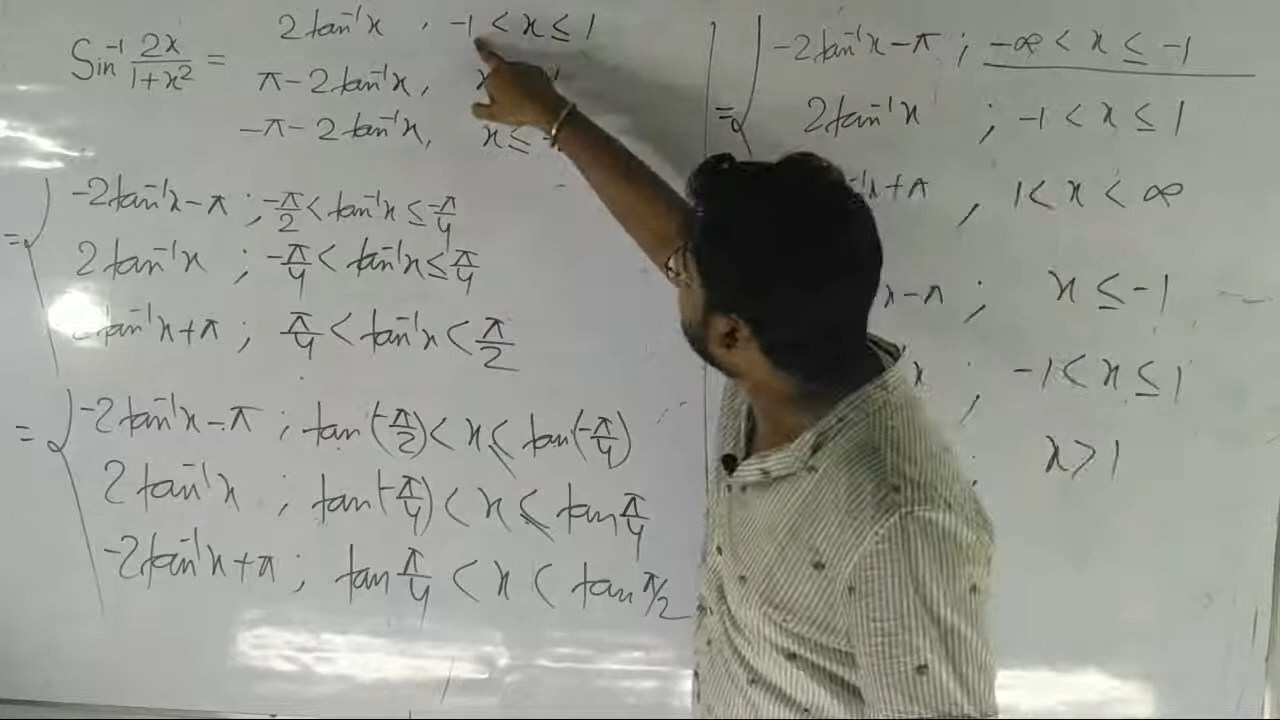 Sin⁻¹ 2x/1+x² = 2tan⁻¹x , -1 < x ≤ 1
π-2tan⁻¹x,
-π-2tan⁻¹x, x ≤
= -2tan⁻¹x-π ; -π/2 < tan⁻¹x ≤ -π/4
2tan⁻¹x ; -π/4 < tan⁻¹x ≤ π/4
tan⁻¹x+π ; π/4 < tan⁻¹x < π/2
= -2tan⁻¹x-π ; tan(-π/2) < x ≤ tan(-π/4)
2tan⁻¹x ; tan(-π/4) < x ≤ tan π/4
-2tan⁻¹x+π ; tan π/4 < x < tan π/2
-2tan⁻¹x-π ; -∞ < x ≤ -1
= 2tan⁻¹x ; -1 < x ≤ 1
x+π , 1 < x < ∞
x-π ; x ≤ -1
x , -1 < x ≤ 1
x > 1